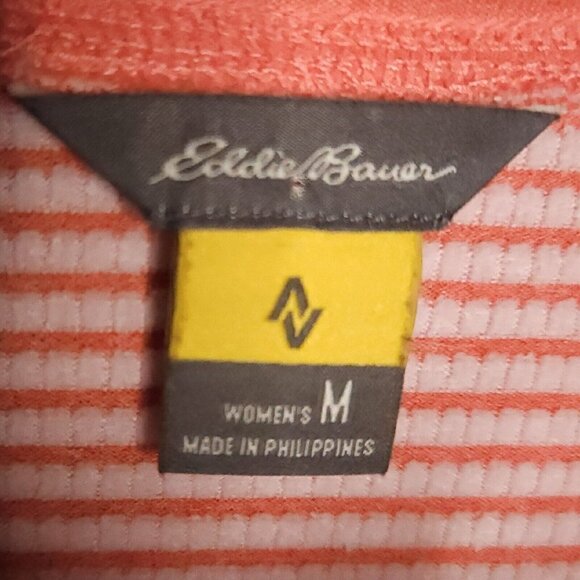 Eddie Bauer
WOMEN'S M
MADE IN PHILIPPINES